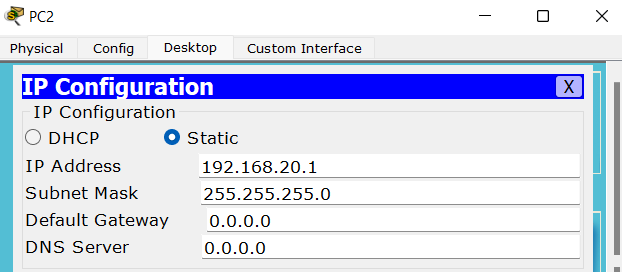 PC2
Physical Config Desktop Custom Interface
IP Configuration X
IP Configuration
DHCP Static
IP Address 192.168.20.1
Subnet Mask 255.255.255.0
Default Gateway 0.0.0.0
DNS Server 0.0.0.0